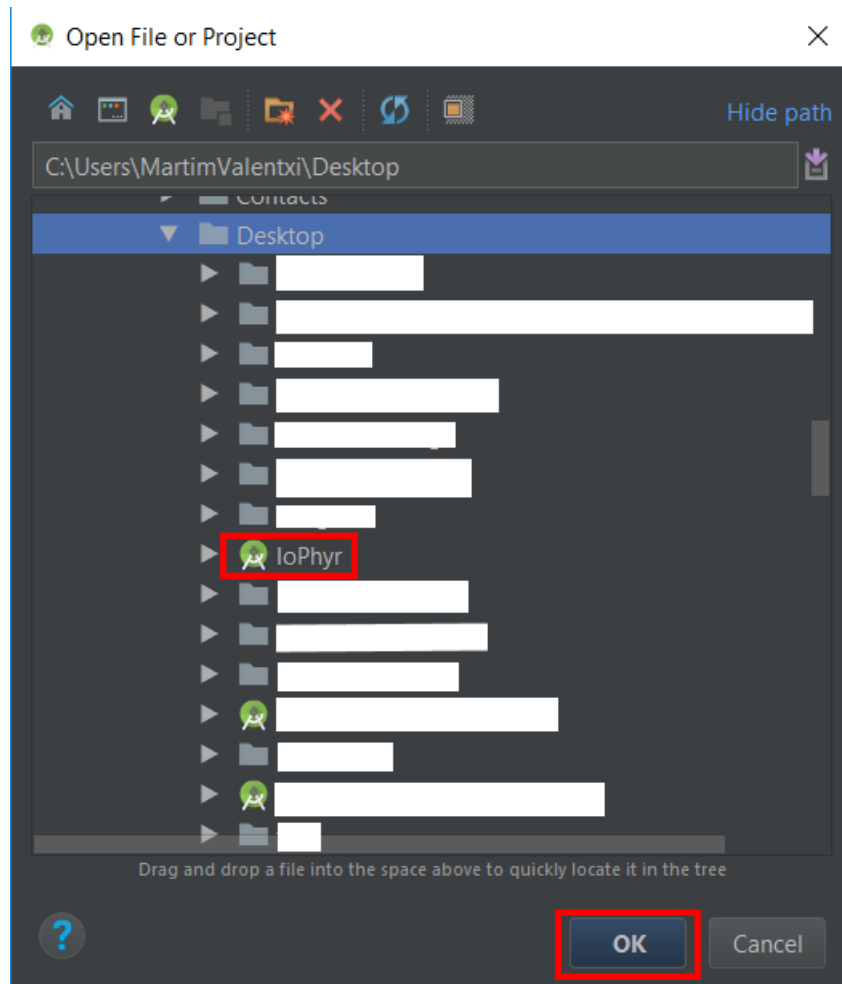 Open File or Project
Hide path
C:\Users\MartimValentxi\Desktop
Contacts
Desktop
IoPhyr
Drag and drop a file into the space above to quickly locate it in the tree
?
OK
Cancel